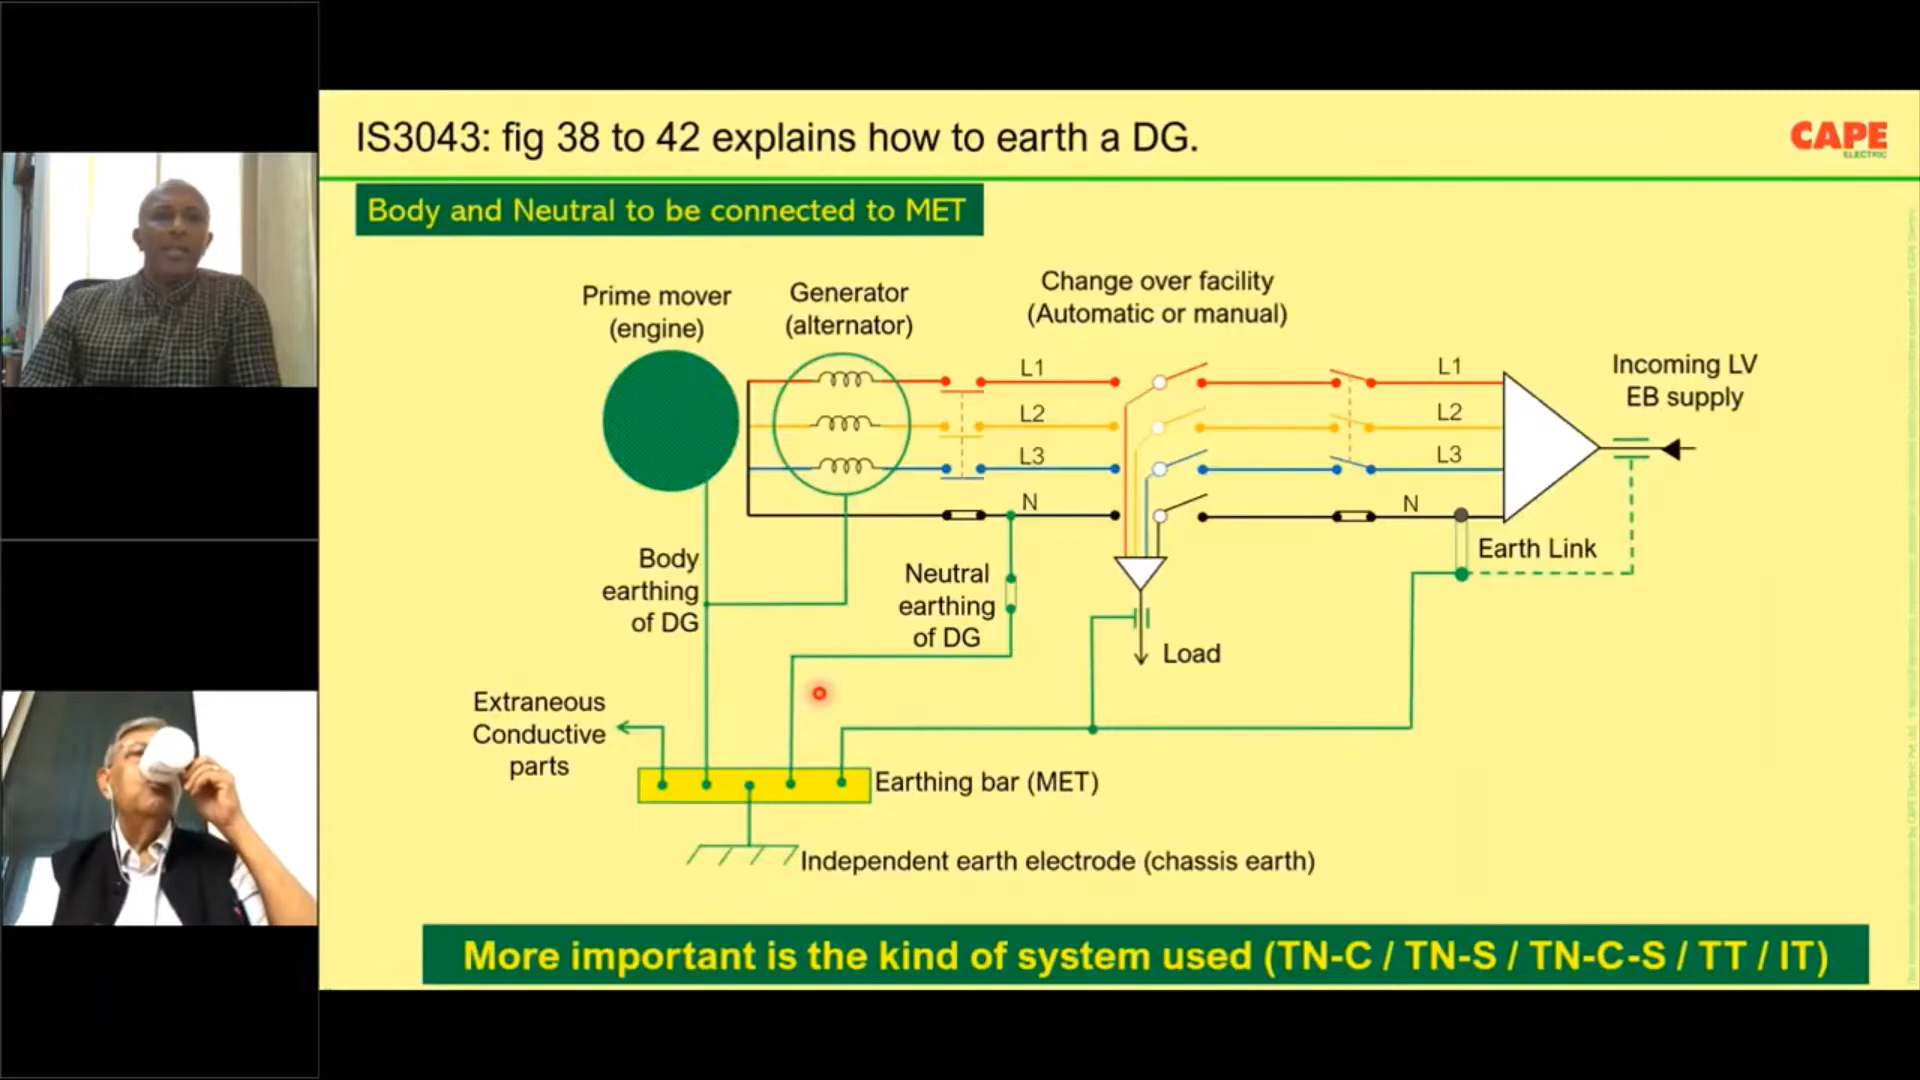 IS3043: fig 38 to 42 explains how to earth a DG.
CAPE
ELECTRIC
Body and Neutral to be connected to MET
Prime mover
(engine)
Generator
(alternator)
Change over facility
(Automatic or manual)
Incoming LV
EB supply
L1
L1
L2
L2
L3
L3
N
N
Earth Link
Body
earthing
of DG
Neutral
earthing
of DG
Load
Extraneous
Conductive
parts
Earthing bar (MET)
Independent earth electrode (chassis earth)
More important is the kind of system used (TN-C / TN-S / TN-C-S / TT / IT)